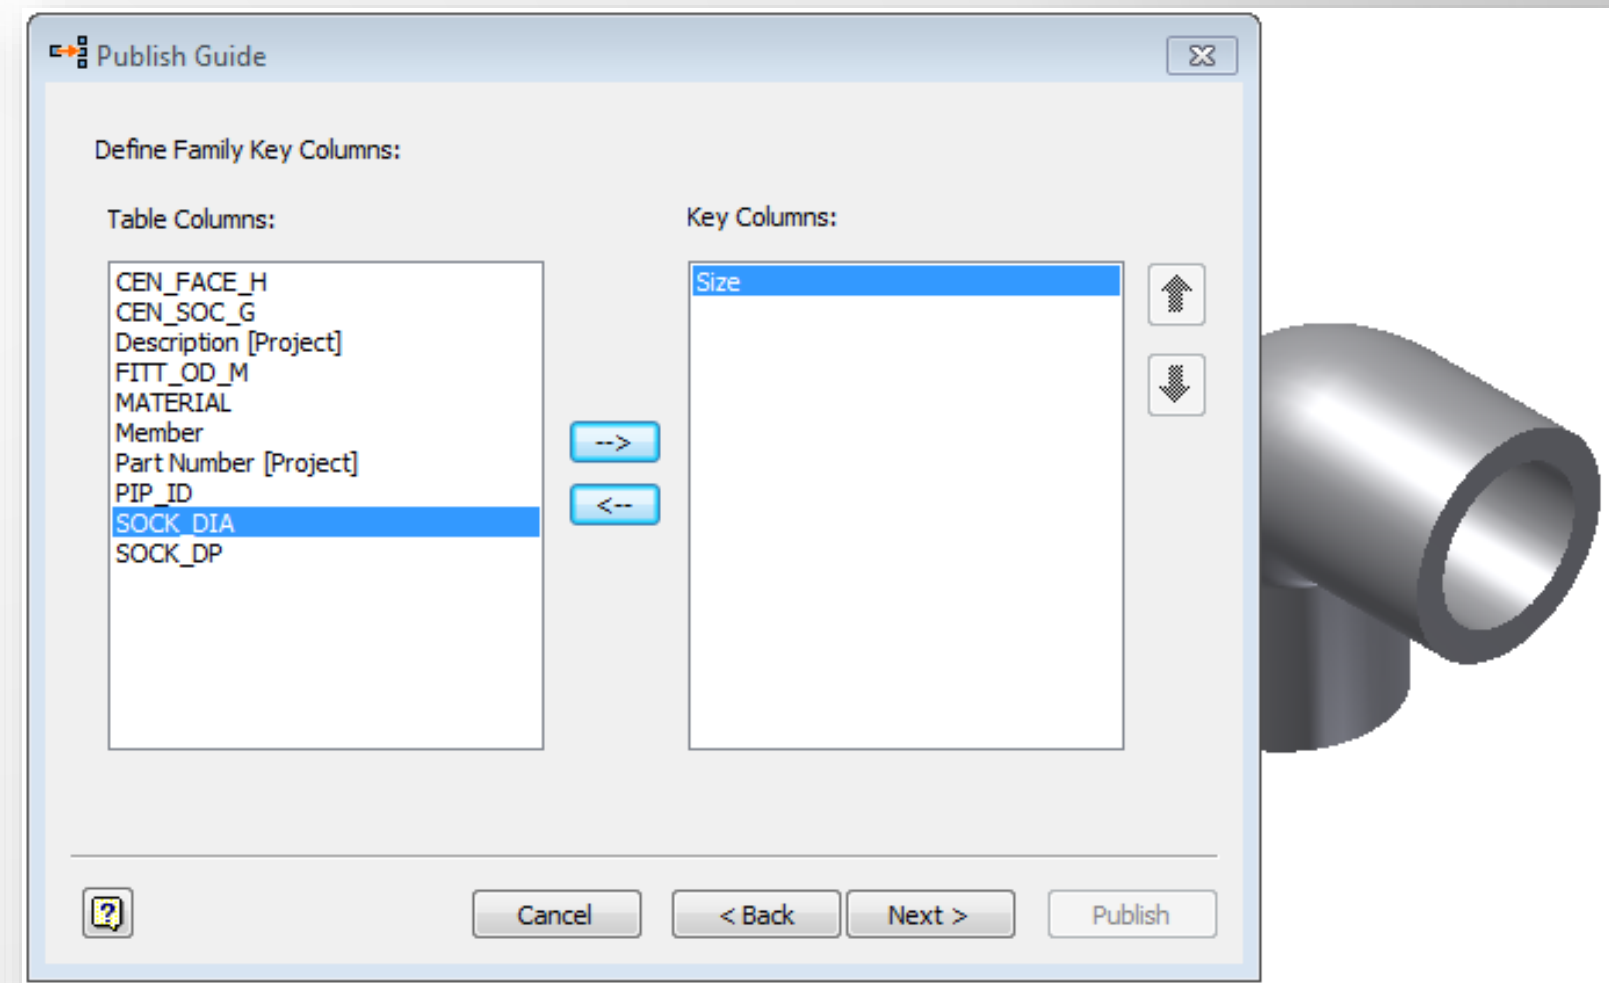 Publish Guide
Define Family Key Columns:
Table Columns:
CEN_FACE_H
CEN_SOC_G
Description [Project]
FITT_OD_M
MATERIAL
Member
Part Number [Project]
PIP_ID
SOCK_DIA
SOCK_DP
-->
<--
Key Columns:
Size
?
Cancel
< Back
Next >
Publish